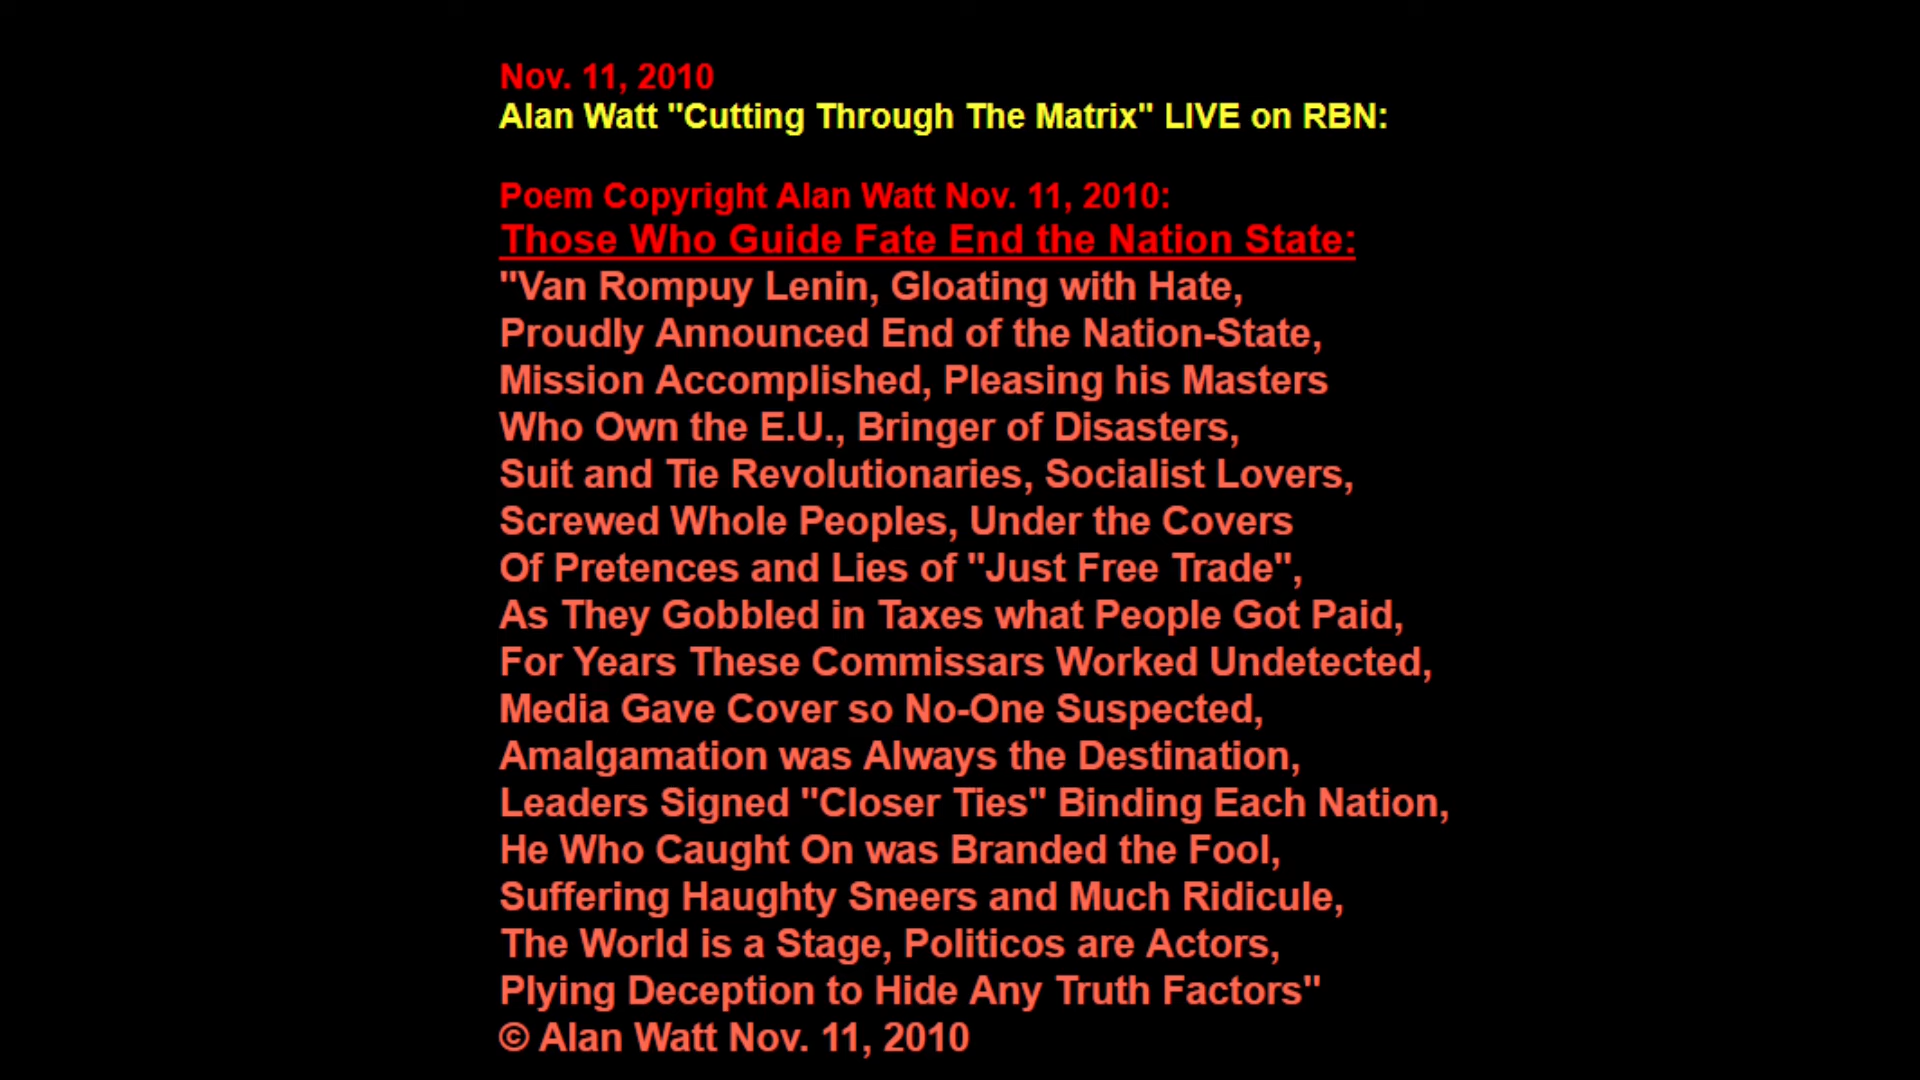 Nov. 11, 2010
Alan Watt "Cutting Through The Matrix" LIVE on RBN:
Poem Copyright Alan Watt Nov. 11, 2010:
Those Who Guide Fate End the Nation State:
"Van Rompuy Lenin, Gloating with Hate,
Proudly Announced End of the Nation-State,
Mission Accomplished, Pleasing his Masters
Who Own the E.U., Bringer of Disasters,
Suit and Tie Revolutionaries, Socialist Lovers,
Screwed Whole Peoples, Under the Covers
Of Pretences and Lies of "Just Free Trade",
As They Gobbled in Taxes what People Got Paid,
For Years These Commissars Worked Undetected,
Media Gave Cover so No-One Suspected,
Amalgamation was Always the Destination,
Leaders Signed "Closer Ties" Binding Each Nation,
He Who Caught On was Branded the Fool,
Suffering Haughty Sneers and Much Ridicule,
The World is a Stage, Politicos are Actors,
Plying Deception to Hide Any Truth Factors"
© Alan Watt Nov. 11, 2010